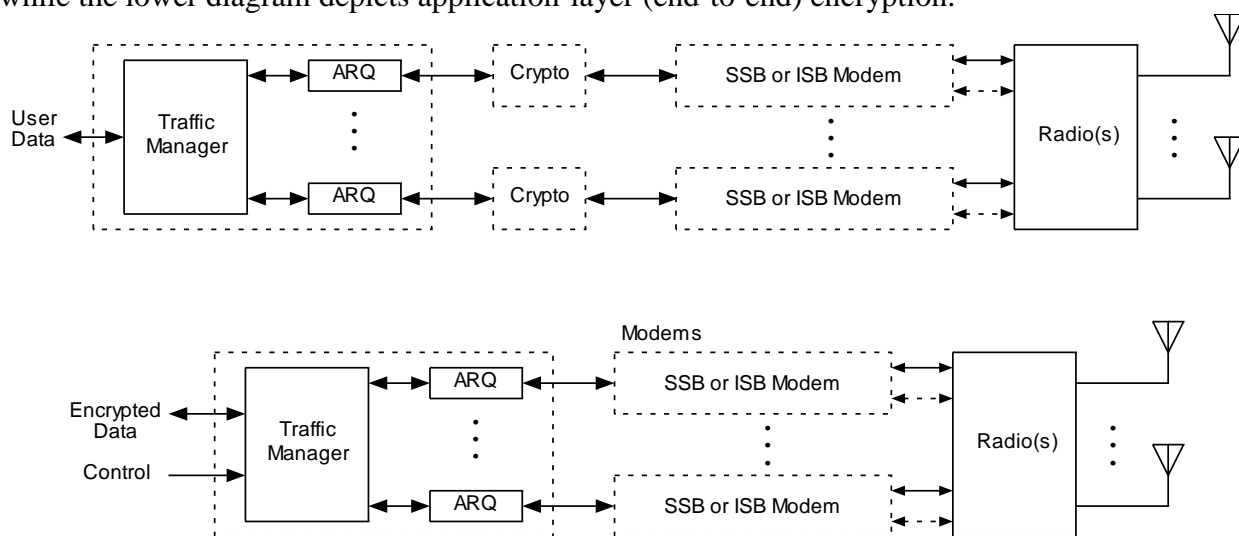 while the lower diagram depicts application-layer (end-to-end) encryption.
ARQ
Crypto
SSB or ISB Modem
User
Data
Traffic
Manager
Radio(s)
ARQ
Crypto
SSB or ISB Modem
Modems
ARQ
SSB or ISB Modem
Encrypted
Data
Traffic
Manager
Radio(s)
Control
ARQ
SSB or ISB Modem